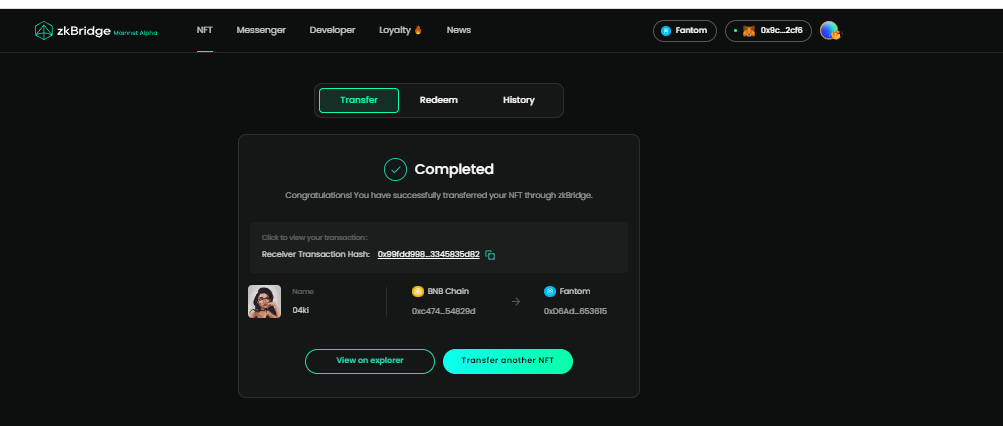 zkBridge Mainnet Alpha
NFT Messenger Developer Loyalty News
Fantom 0x9c...2cf6
Transfer Redeem History
Completed
Congratulations! You have successfully transferred your NFT through zkBridge.
Click to view your transaction:
Receiver Transaction Hash: 0x99fdd998...3345835d82
Name BNB Chain Fantom
04ki 0xc474...54829d 0xD6Ad...653615
View on explorer Transfer another NFT